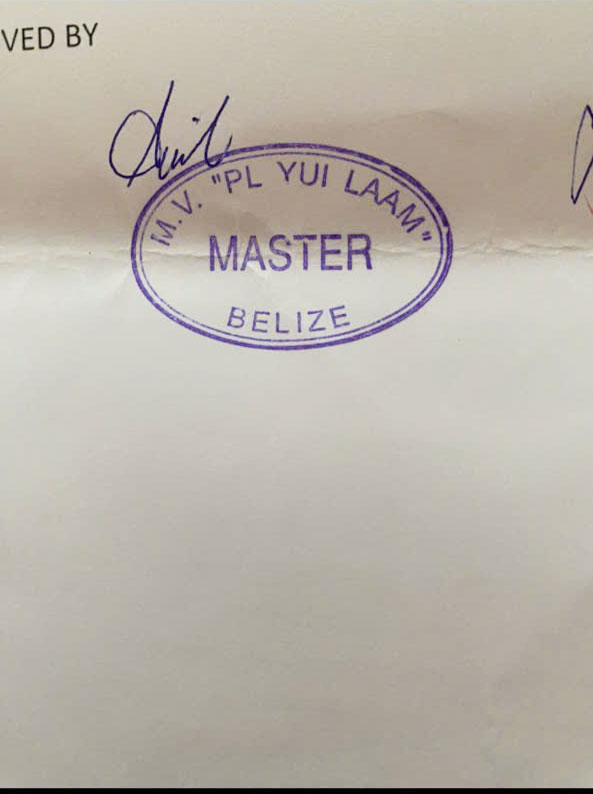 VED BY
M.V. "PL YUI LAAM"
MASTER
BELIZE